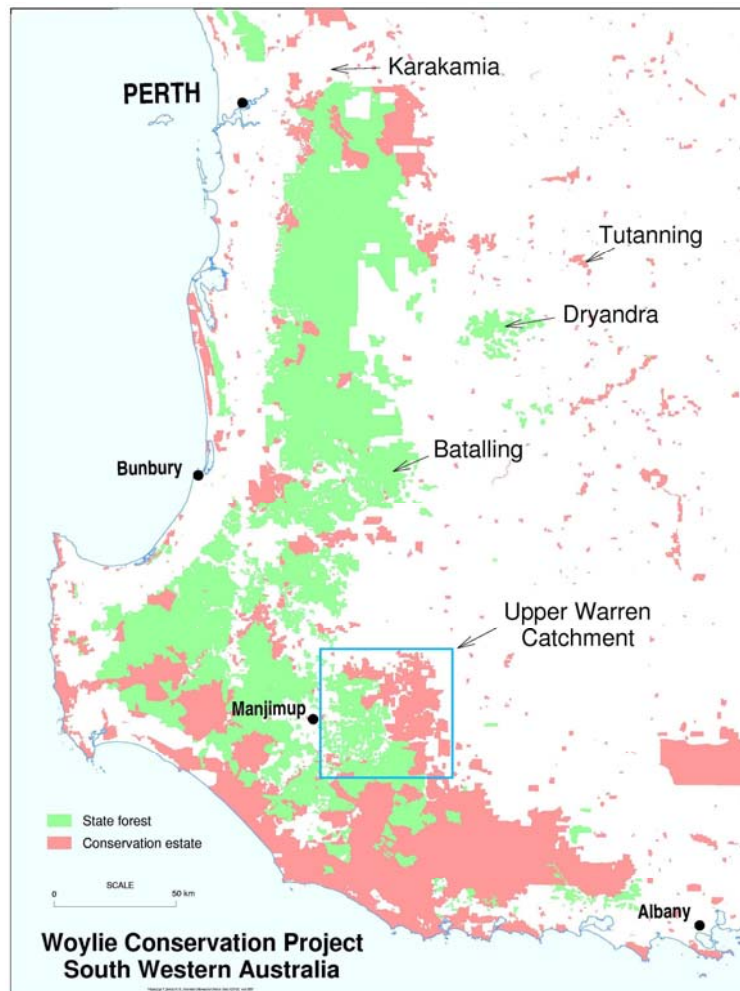 Karakamia
PERTH
Tutanning
Dryandra
Batalling
Bunbury
Upper Warren
Catchment
Manjimup
State forest
Conservation estate
SCALE
0 50 km
Albany
Woylie Conservation Project
South Western Australia